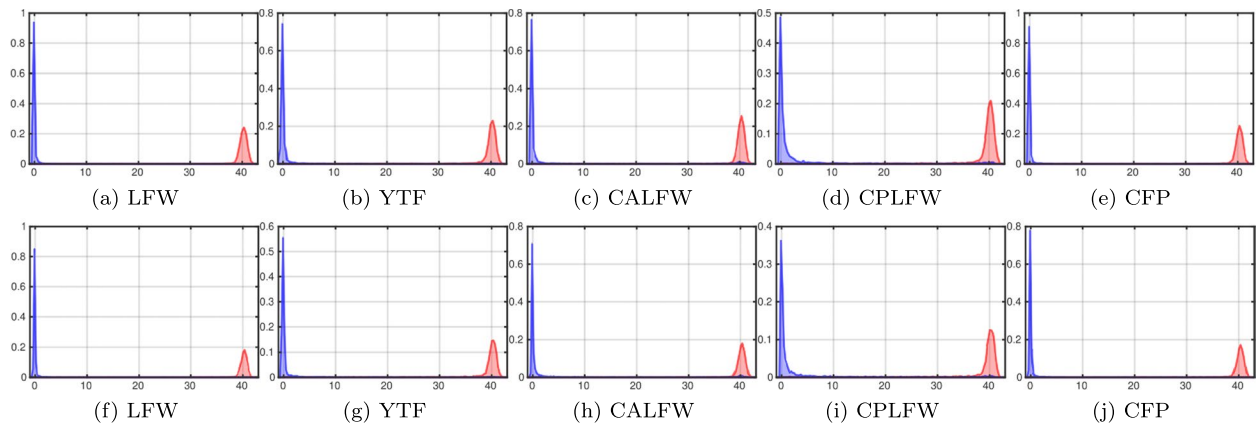 1 0.8 0.6 0.4 0.2 0 0 10 20 30 40
0.8 0.6 0.4 0.2 0 0 10 20 30 40
0.8 0.6 0.4 0.2 0 0 10 20 30 40
0.5 0.4 0.3 0.2 0.1 0 0 10 20 30 40
1 0.8 0.6 0.4 0.2 0 0 10 20 30 40
(a) LFW (b) YTF (c) CALFW (d) CPLFW (e) CFP
1 0.8 0.6 0.4 0.2 0 0 10 20 30 40
0.6 0.5 0.4 0.3 0.2 0.1 0 0 10 20 30 40
0.8 0.6 0.4 0.2 0 0 10 20 30 40
0.4 0.3 0.2 0.1 0 0 10 20 30 40
0.8 0.6 0.4 0.2 0 0 10 20 30 40
(f) LFW (g) YTF (h) CALFW (i) CPLFW (j) CFP